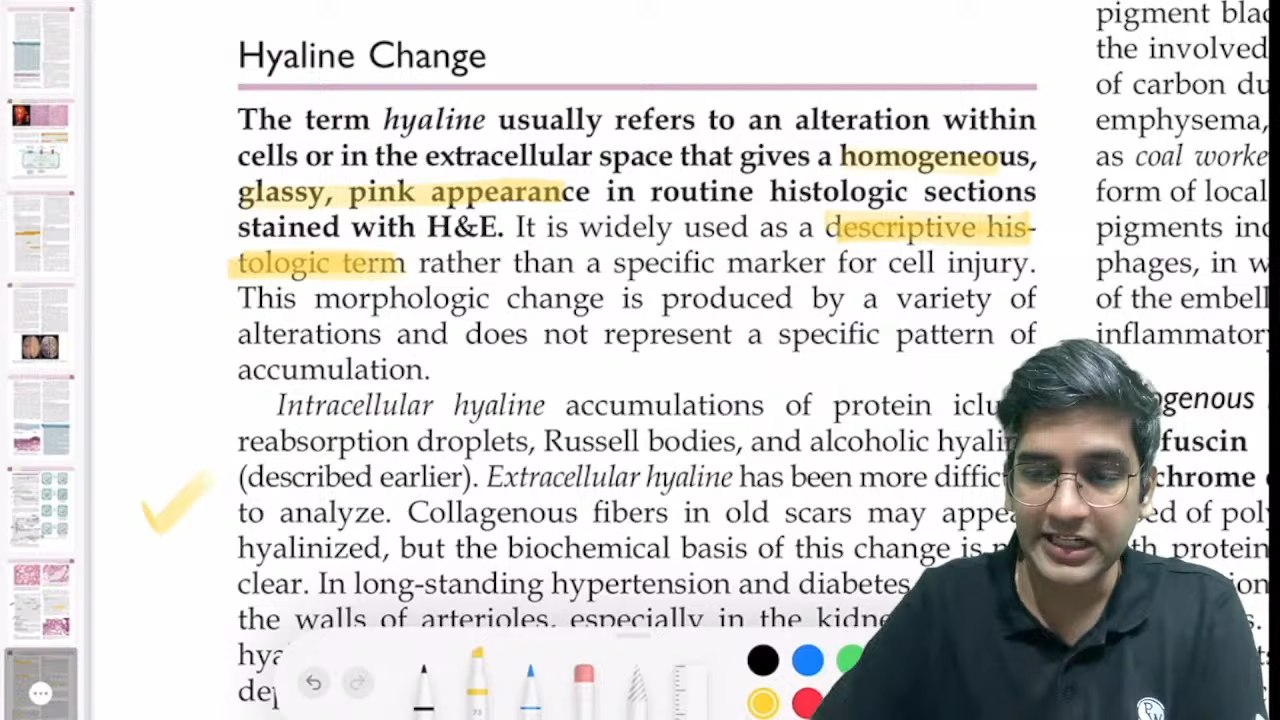 Hyaline Change
The term hyaline usually refers to an alteration within
cells or in the extracellular space that gives a homogeneous,
glassy, pink appearance in routine histologic sections
stained with H&E. It is widely used as a descriptive his-
tologic term rather than a specific marker for cell injury.
This morphologic change is produced by a variety of
alterations and does not represent a specific pattern of
accumulation.
Intracellular hyaline accumulations of protein
reabsorption droplets, Russell bodies, and alcoholic
(described earlier). Extracellular hyaline has been more
to analyze. Collagenous fibers in old scars may
hyalinized, but the biochemical basis of this change is
clear. In long-standing hypertension and diabetes
the walls of arterioles, especially in the
pigment
the involved
of carbon
emphysema,
as coal
form of local
pigments
phages, in
of the
inflammatory
73